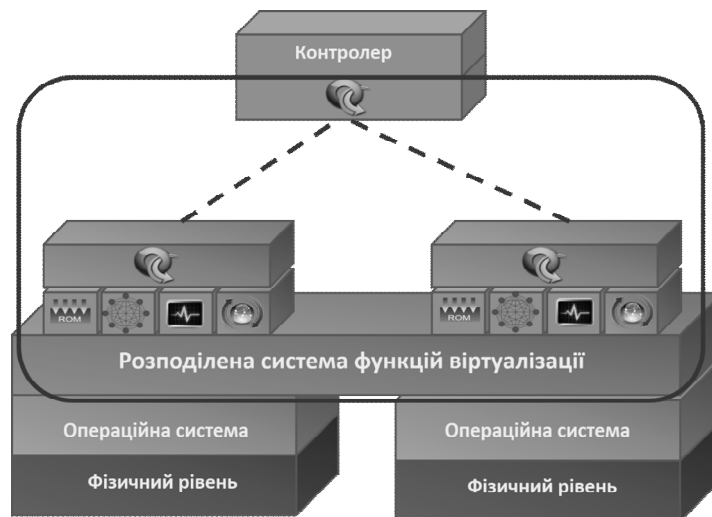 Контролер
ROM
ROM
Розподілена система функцій віртуалізації
Операційна система
Операційна система
Фізичний рівень
Фізичний рівень